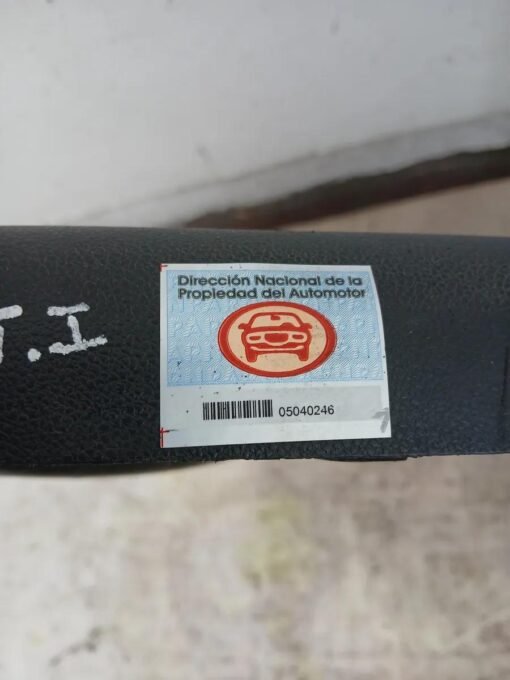 Dirección Nacional de la
Propiedad del Automotor
05040246
T.I